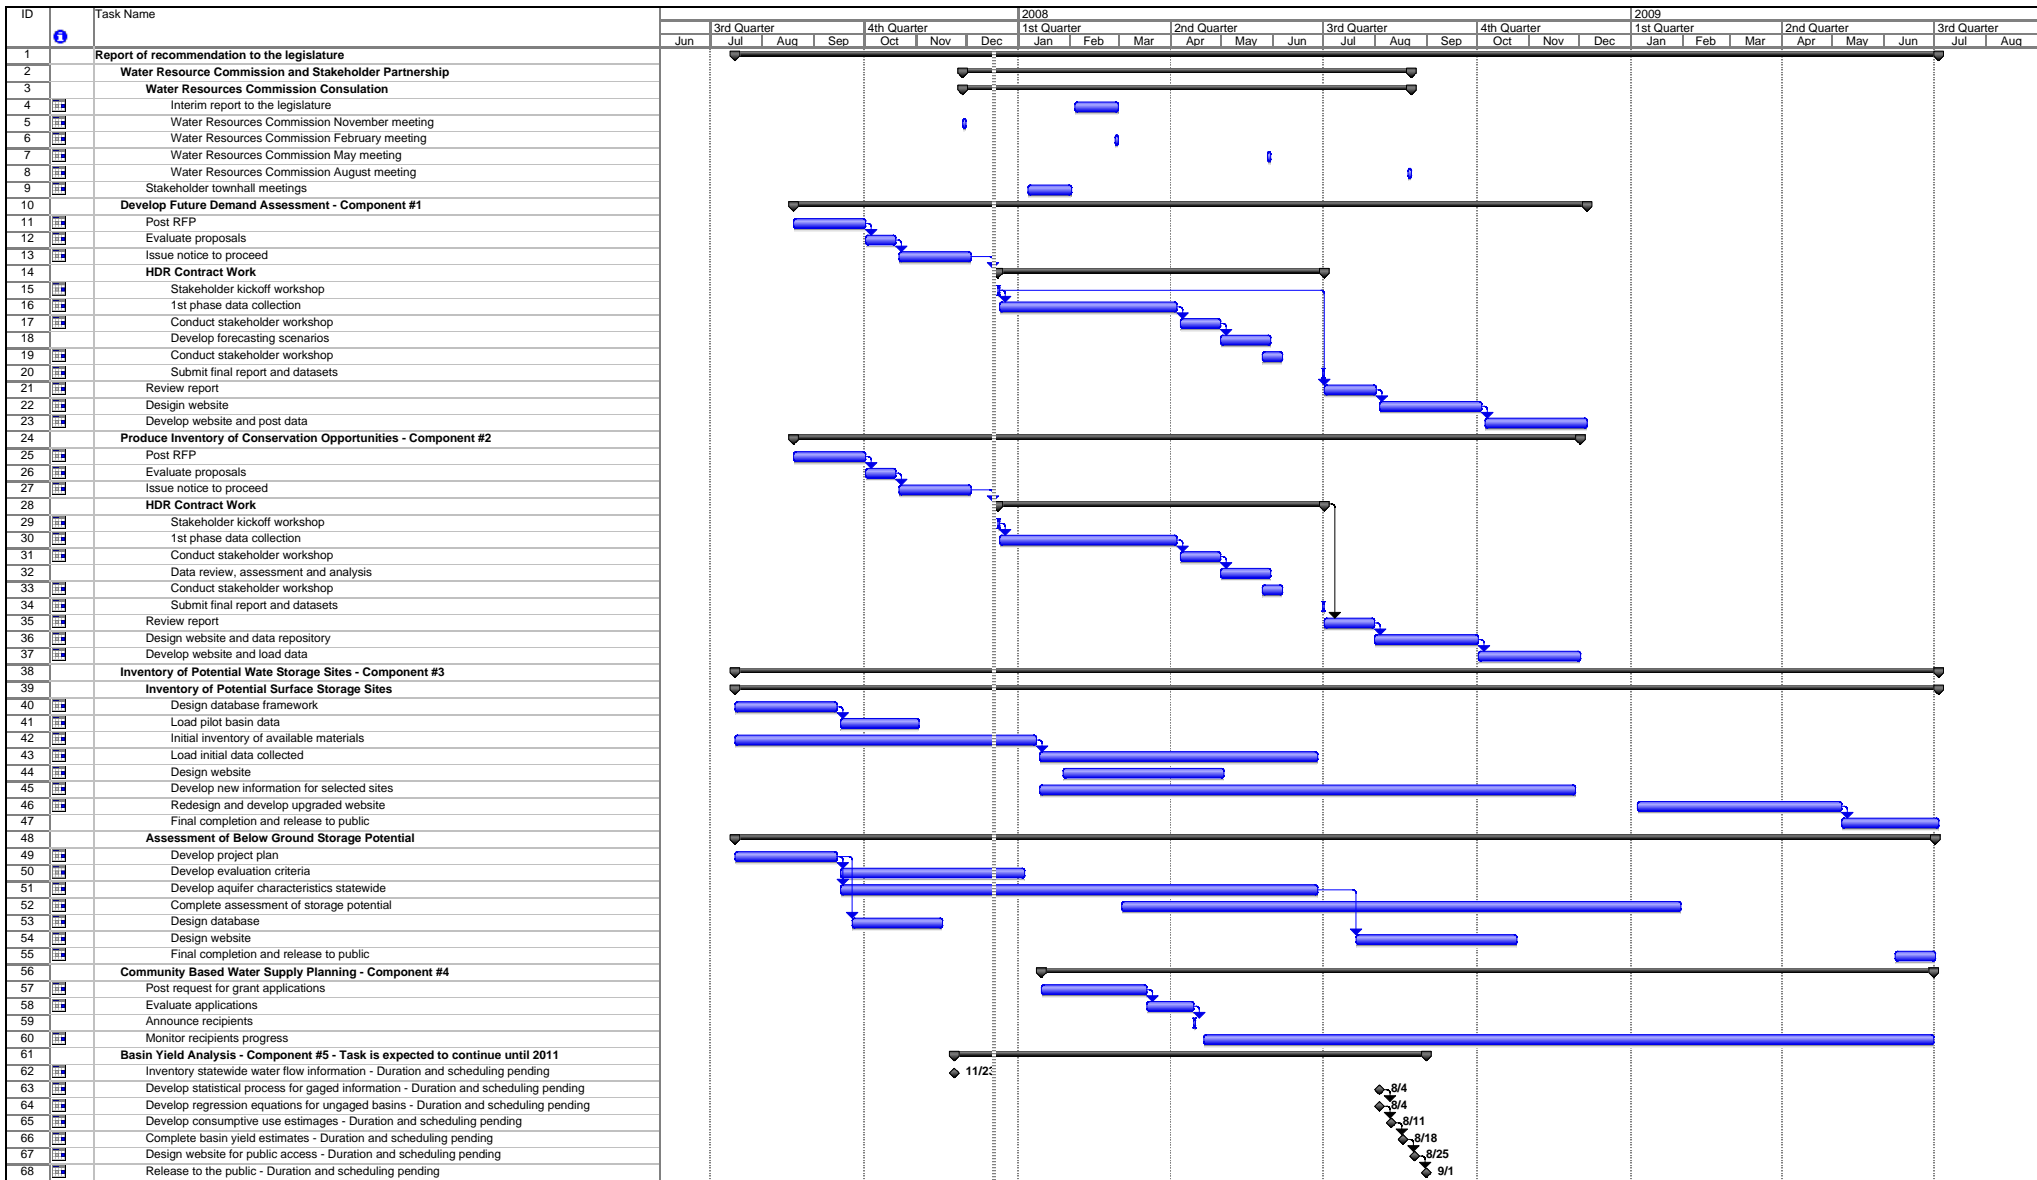 ID Task Name 2008 2009
3rd Quarter 4th Quarter 1st Quarter 2nd Quarter 3rd Quarter 4th Quarter 1st Quarter 2nd Quarter 3rd Quarter
Jun Jul Aug Sep Oct Nov Dec Jan Feb Mar Apr May Jun Jul Aug Sep Oct Nov Dec Jan Feb Mar Apr May Jun Jul Aug
1 Report of recommendation to the legislature
2 Water Resource Commission and Stakeholder Partnership
3 Water Resources Commission Consulation
4 Interim report to the legislature
5 Water Resources Commission November meeting
6 Water Resources Commission February meeting
7 Water Resources Commission May meeting
8 Water Resources Commission August meeting
9 Stakeholder townhall meetings
10 Develop Future Demand Assessment - Component #1
11 Post RFP
12 Evaluate proposals
13 Issue notice to proceed
14 HDR Contract Work
15 Stakeholder kickoff workshop
16 1st phase data collection
17 Conduct stakeholder workshop
18 Develop forecasting scenarios
19 Conduct stakeholder workshop
20 Submit final report and datasets
21 Review report
22 Desigin website
23 Develop website and post data
24 Produce Inventory of Conservation Opportunities - Component #2
25 Post RFP
26 Evaluate proposals
27 Issue notice to proceed
28 HDR Contract Work
29 Stakeholder kickoff workshop
30 1st phase data collection
31 Conduct stakeholder workshop
32 Data review, assessment and analysis
33 Conduct stakeholder workshop
34 Submit final report and datasets
35 Review report
36 Design website and data repository
37 Develop website and load data
38 Inventory of Potential Wate Storage Sites - Component #3
39 Inventory of Potential Surface Storage Sites
40 Design database framework
41 Load pilot basin data
42 Initial inventory of available materials
43 Load initial data collected
44 Design website
45 Develop new information for selected sites
46 Redesign and develop upgraded website
47 Final completion and release to public
48 Assessment of Below Ground Storage Potential
49 Develop project plan
50 Develop evaluation criteria
51 Develop aquifer characteristics statewide
52 Complete assessment of storage potential
53 Design database
54 Design website
55 Final completion and release to public
56 Community Based Water Supply Planning - Component #4
57 Post request for grant applications
58 Evaluate applications
59 Announce recipients
60 Monitor recipients progress
61 Basin Yield Analysis - Component #5 - Task is expected to continue until 2011
62 Inventory statewide water flow information - Duration and scheduling pending 11/23
63 Develop statistical process for gaged information - Duration and scheduling pending 8/4
64 Develop regression equations for ungaged basins - Duration and scheduling pending 8/4
65 Develop consumptive use estimages - Duration and scheduling pending 8/11
66 Complete basin yield estimates - Duration and scheduling pending 8/18
67 Design website for public access - Duration and scheduling pending 8/25
68 Release to the public - Duration and scheduling pending 9/1